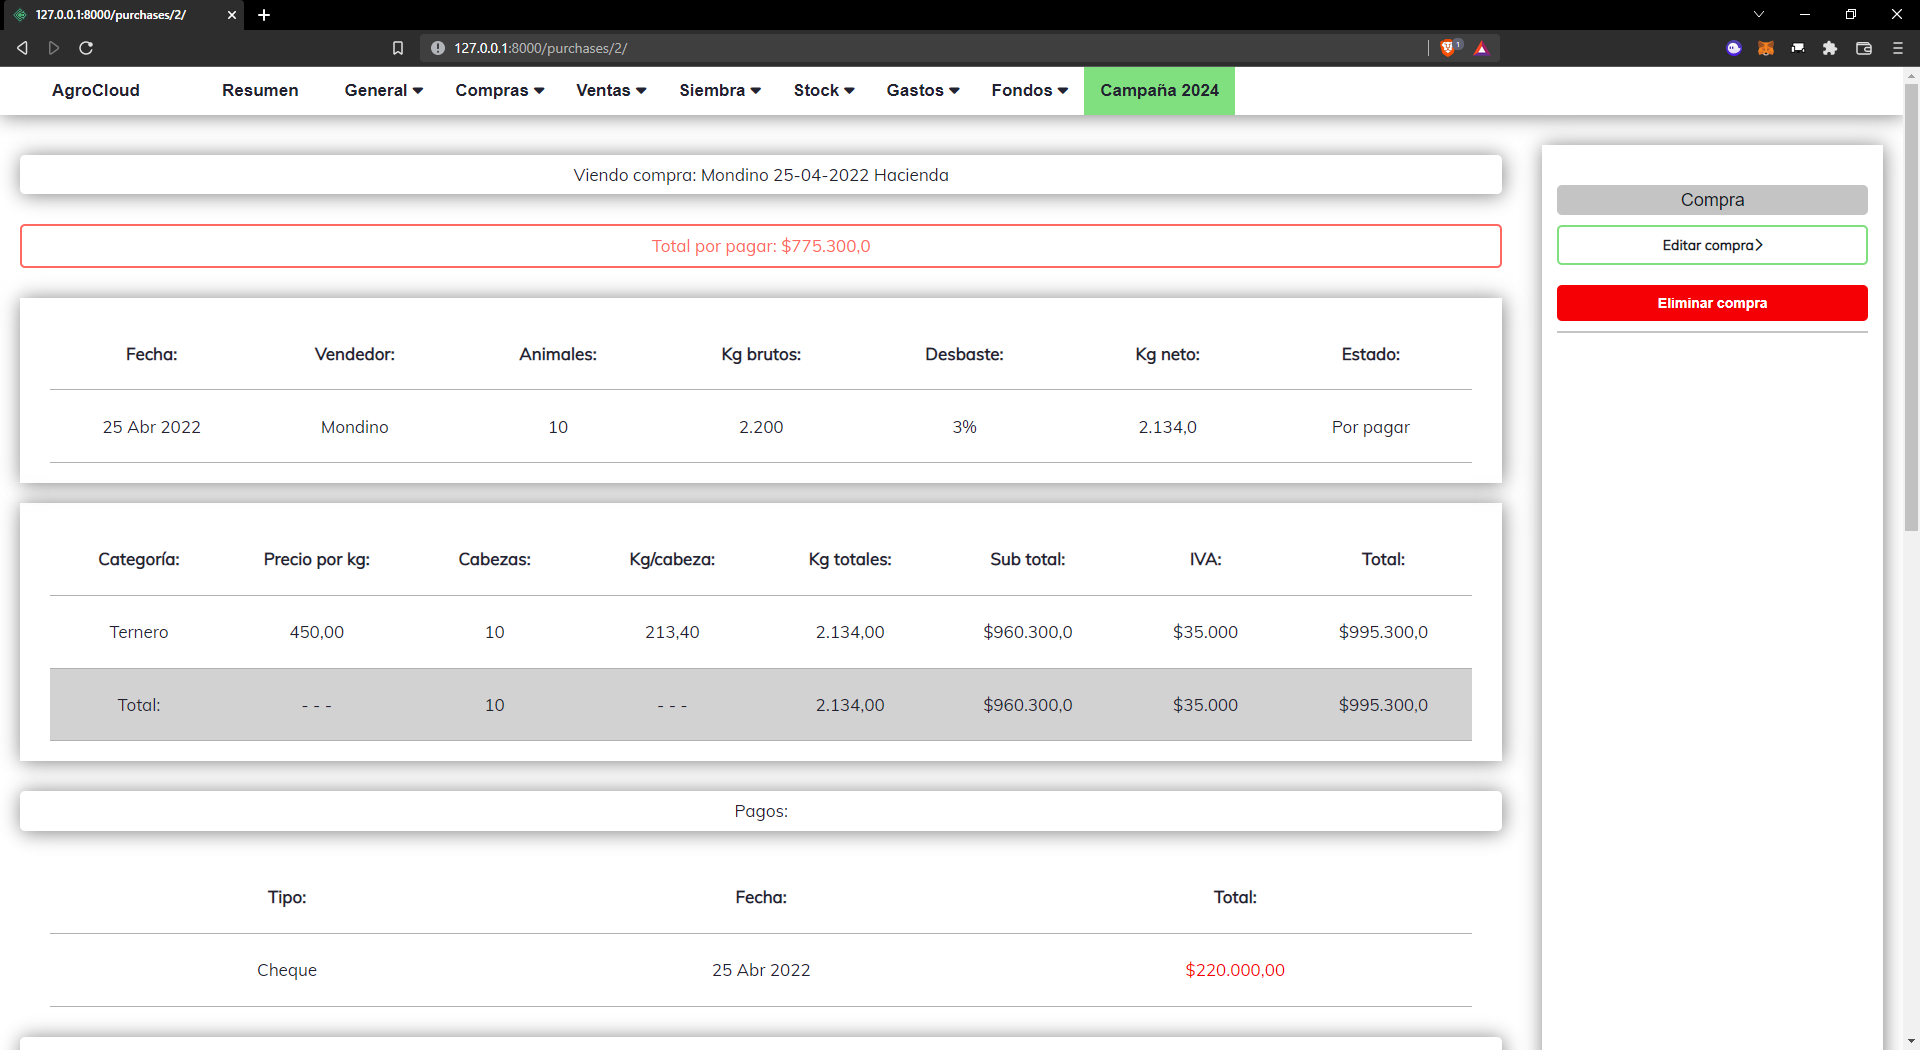 127.0.0.1:8000/purchases/2/
127.0.0.1:8000/purchases/2/
1
AgroCloud Resumen General Compras Ventas Siembra Stock Gastos Fondos Campaña 2024
Viendo compra: Mondino 25-04-2022 Hacienda
Total por pagar: $775.300,0
Fecha: Vendedor: Animales: Kg brutos: Desbaste: Kg neto: Estado:
25 Abr 2022 Mondino 10 2.200 3% 2.134,0 Por pagar
Categoría: Precio por kg: Cabezas: Kg/cabeza: Kg totales: Sub total: IVA: Total:
Ternero 450,00 10 213,40 2.134,00 $960.300,0 $35.000 $995.300,0
Total: - - - 10 - - - 2.134,00 $960.300,0 $35.000 $995.300,0
Pagos:
Tipo: Fecha: Total:
Cheque 25 Abr 2022 $220.000,00
Compra
Editar compra
Eliminar compra